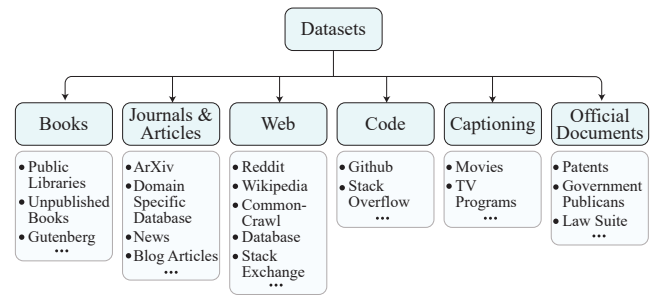 Datasets
Books
Journals &
Articles
Web
Code
Captioning
Official
Documents
• Public
Libraries
• Unpublished
Books
• Gutenberg
•••
• ArXiv
• Domain
Specific
Database
• News
• Blog Articles
•••
• Reddit
• Wikipedia
• Common-
Crawl
• Database
• Stack
Exchange
•••
• Github
• Stack
Overflow
•••
• Movies
• TV
Programs
•••
• Patents
• Government
Publicans
• Law Suite
•••